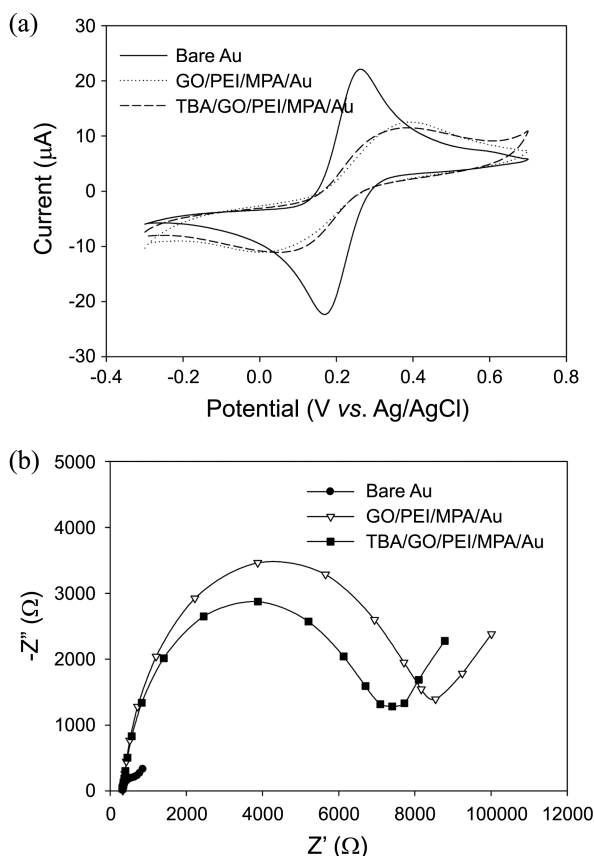 (a)
30
20
10
0
-10
-20
-30
Current (μA)
Bare Au
GO/PEI/MPA/Au
TBA/GO/PEI/MPA/Au
-0.4 -0.2 0.0 0.2 0.4 0.6 0.8
Potential (V vs. Ag/AgCl)
(b)
5000
4000
3000
2000
1000
0
-Z" (Ω)
Bare Au
GO/PEI/MPA/Au
TBA/GO/PEI/MPA/Au
0 2000 4000 6000 8000 100000 12000
Z' (Ω)